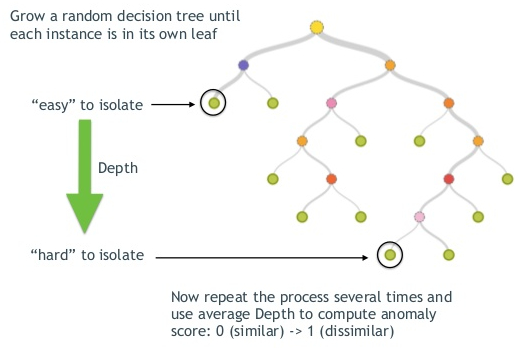 Grow a random decision tree until
each instance is in its own leaf
“easy” to isolate
Depth
“hard” to isolate
Now repeat the process several times and
use average Depth to compute anomaly
score: 0 (similar) -> 1 (dissimilar)